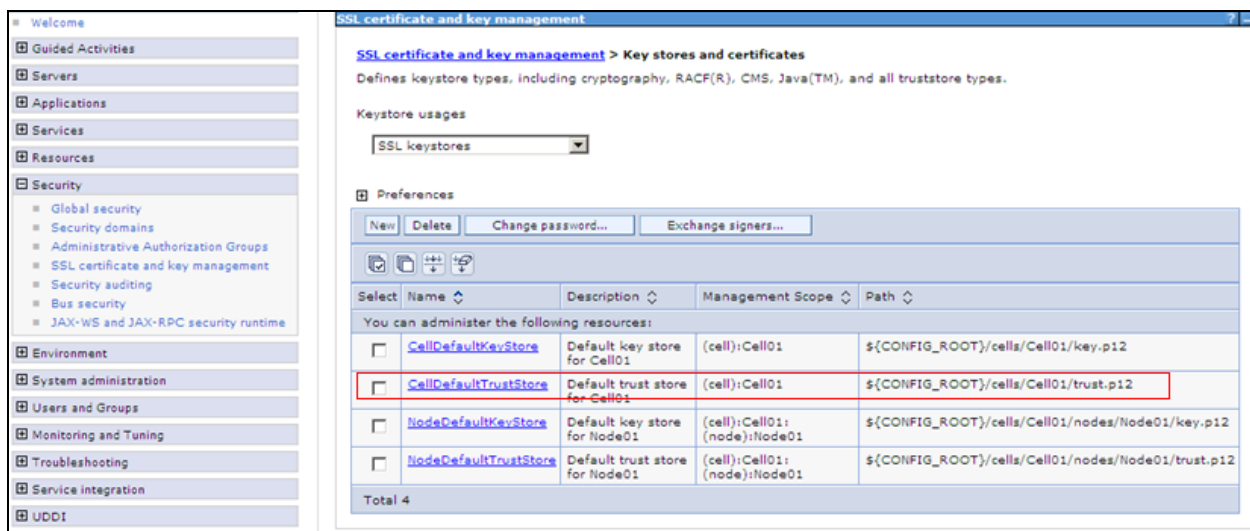 Welcome
Guided Activities
Servers
Applications
Services
Resources
Security
Global security
Security domains
Administrative Authorization Groups
SSL certificate and key management
Security auditing
Bus security
JAX-WS and JAX-RPC security runtime
Environment
System administration
Users and Groups
Monitoring and Tuning
Troubleshooting
Service integration
UDDI
SSL certificate and key management ? –
SSL certificate and key management > Key stores and certificates
Defines keystore types, including cryptography, RACF(R), CMS, Java(TM), and all truststore types.
Keystore usages
SSL keystores
Preferences
New Delete Change password... Exchange signers...
Select Name Description Management Scope Path
You can administer the following resources:
CellDefaultKeyStore Default key store (cell):Cell01 ${CONFIG_ROOT}/cells/Cell01/key.p12
for Cell01
CellDefaultTrustStore Default trust store (cell):Cell01 ${CONFIG_ROOT}/cells/Cell01/trust.p12
for Cell01
NodeDefaultKeyStore Default key store (cell):Cell01: ${CONFIG_ROOT}/cells/Cell01/nodes/Node01/key.p12
for Node01 (node):Node01
NodeDefaultTrustStore Default trust store (cell):Cell01: ${CONFIG_ROOT}/cells/Cell01/nodes/Node01/trust.p12
for Node01 (node):Node01
Total 4